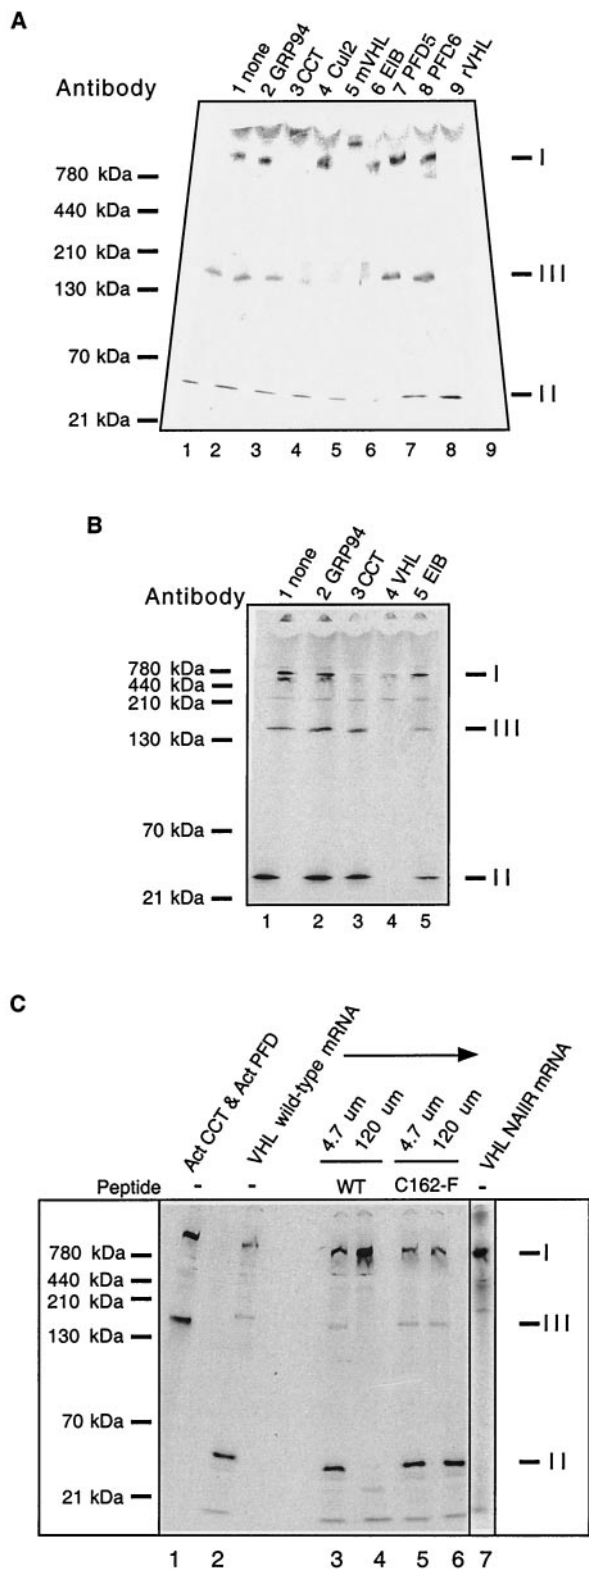 A
Antibody
1 none
2 GRP94
3 CCT
4 Cul2
5 mVHL
6 EIB
7 PFD5
8 PFD6
9 rVHL
780 kDa
I
440 kDa
210 kDa
III
130 kDa
70 kDa
II
21 kDa
1 2 3 4 5 6 7 8 9
B
Antibody
1 none
2 GRP94
3 CCT
4 VHL
5 EIB
780 kDa
I
440 kDa
210 kDa
III
130 kDa
70 kDa
II
21 kDa
1 2 3 4 5
C
Act CCT & Act PFD
VHL wild-type mRNA
4.7 um
120 um
4.7 um
120 um
VHL NAIIR mRNA
Peptide - - WT C162-F -
780 kDa
I
440 kDa
210 kDa
III
130 kDa
70 kDa
II
21 kDa
1 2 3 4 5 6 7